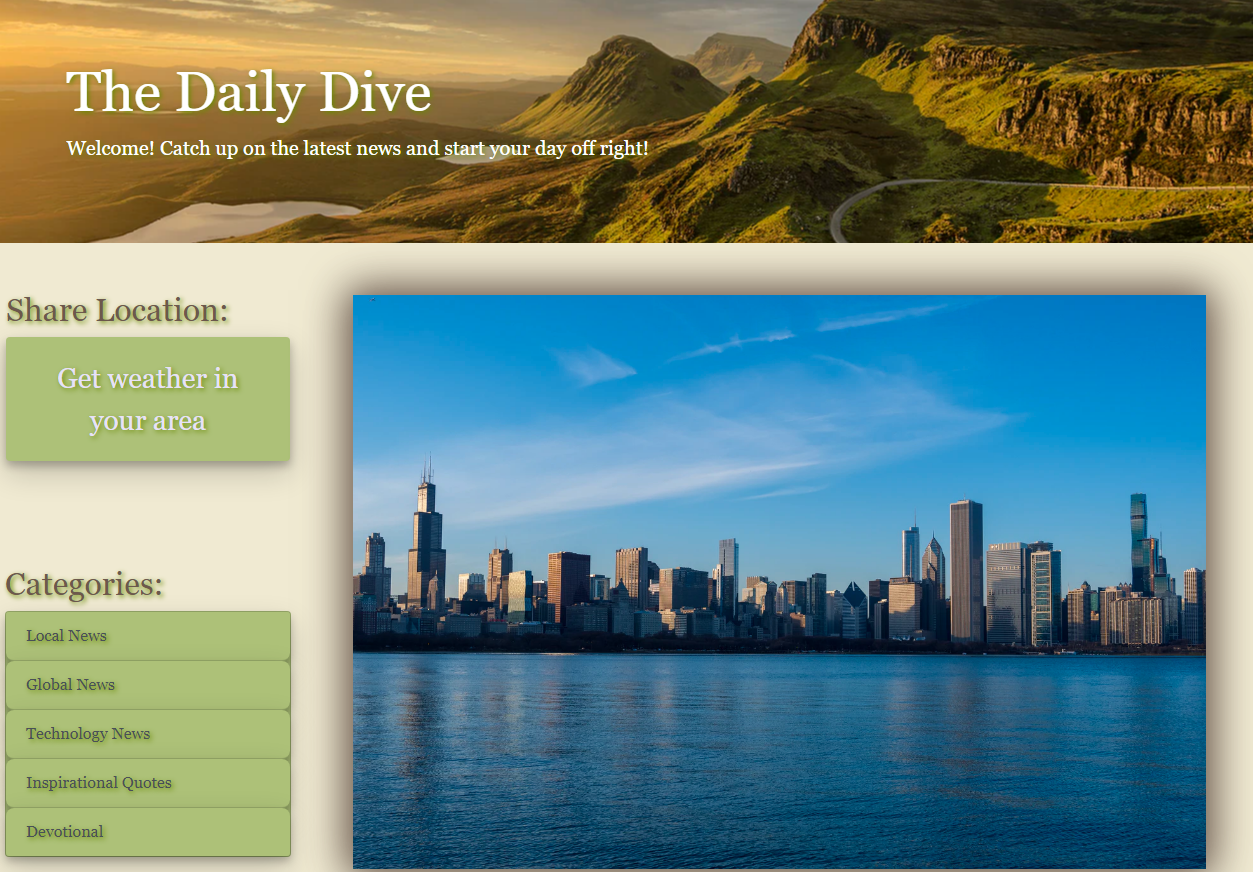 The Daily Dive
Welcome! Catch up on the latest news and start your day off right!
Share Location:
Get weather in
your area
Categories:
Local News
Global News
Technology News
Inspirational Quotes
Devotional